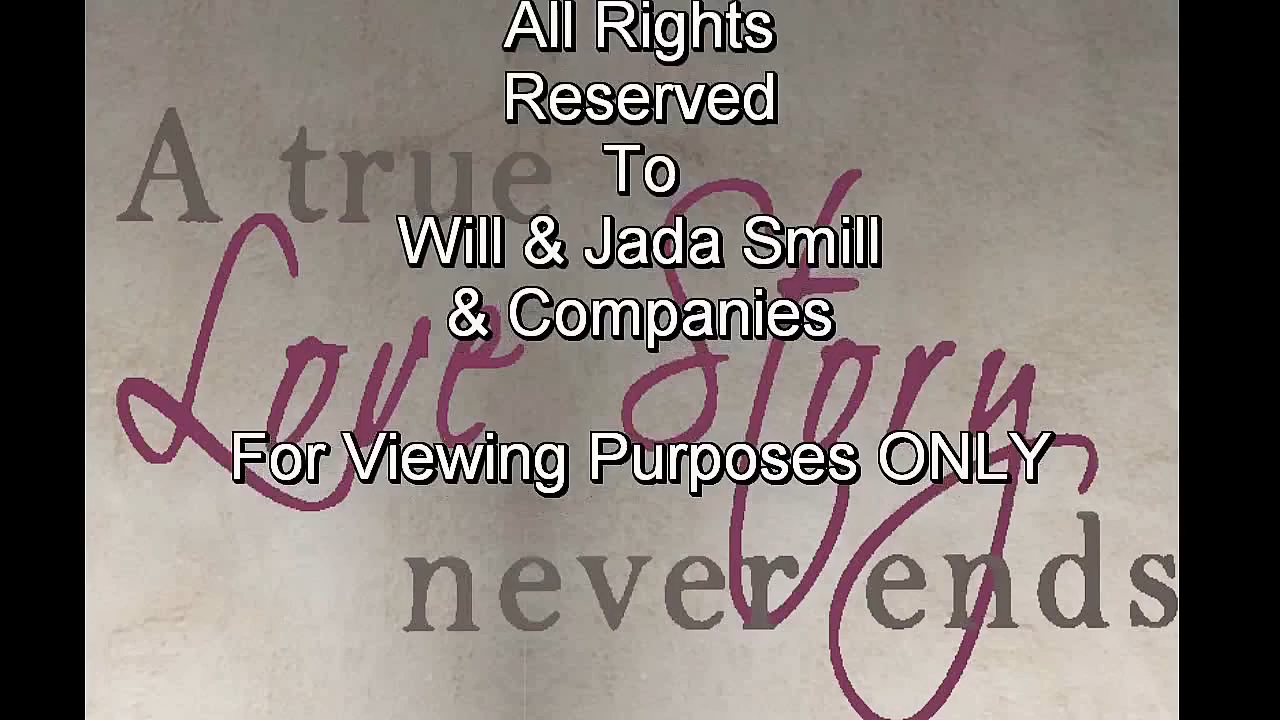 All Rights
Reserved
To
Will & Jada Smill
& Companies
For Viewing Purposes ONLY
A true
Love Story
never ends